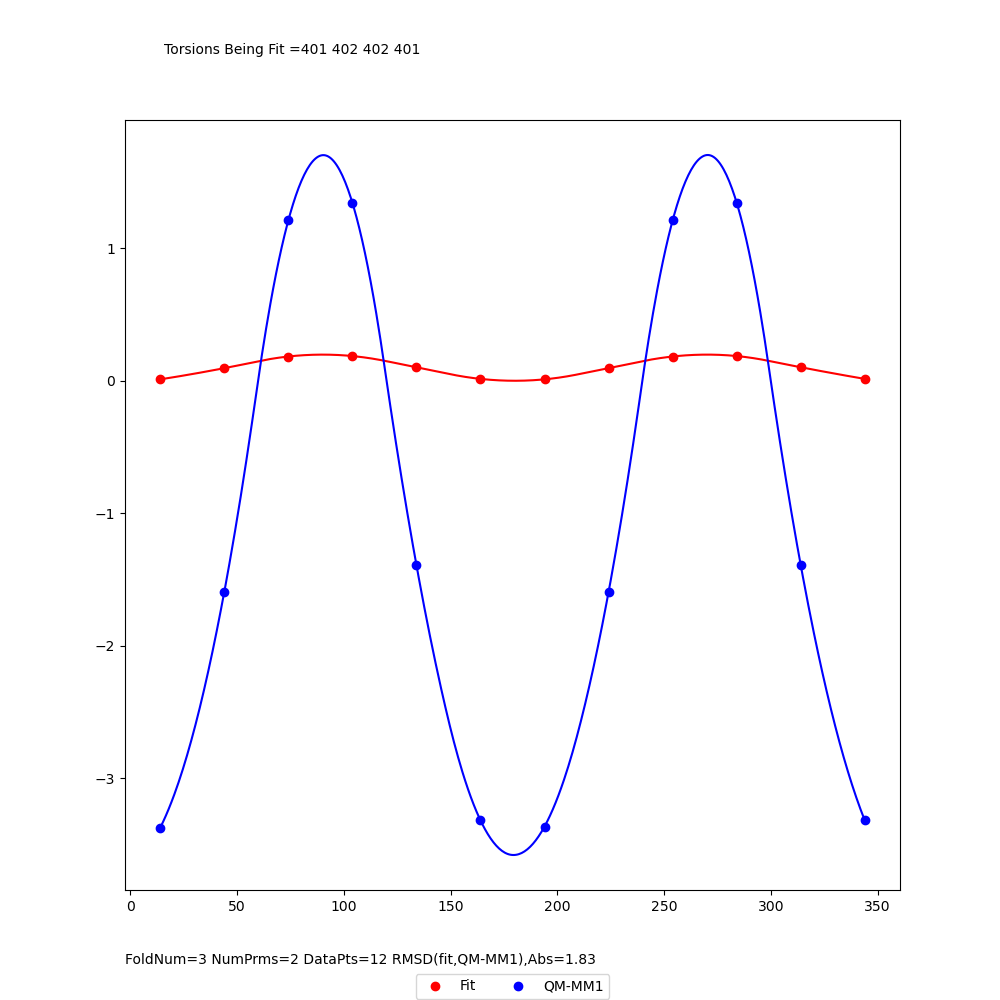 Torsions Being Fit =401 402 402 401
1
0
−1
−2
−3
0 50 100 150 200 250 300 350
FoldNum=3 NumPrms=2 DataPts=12 RMSD(fit,QM-MM1),Abs=1.83
Fit QM-MM1